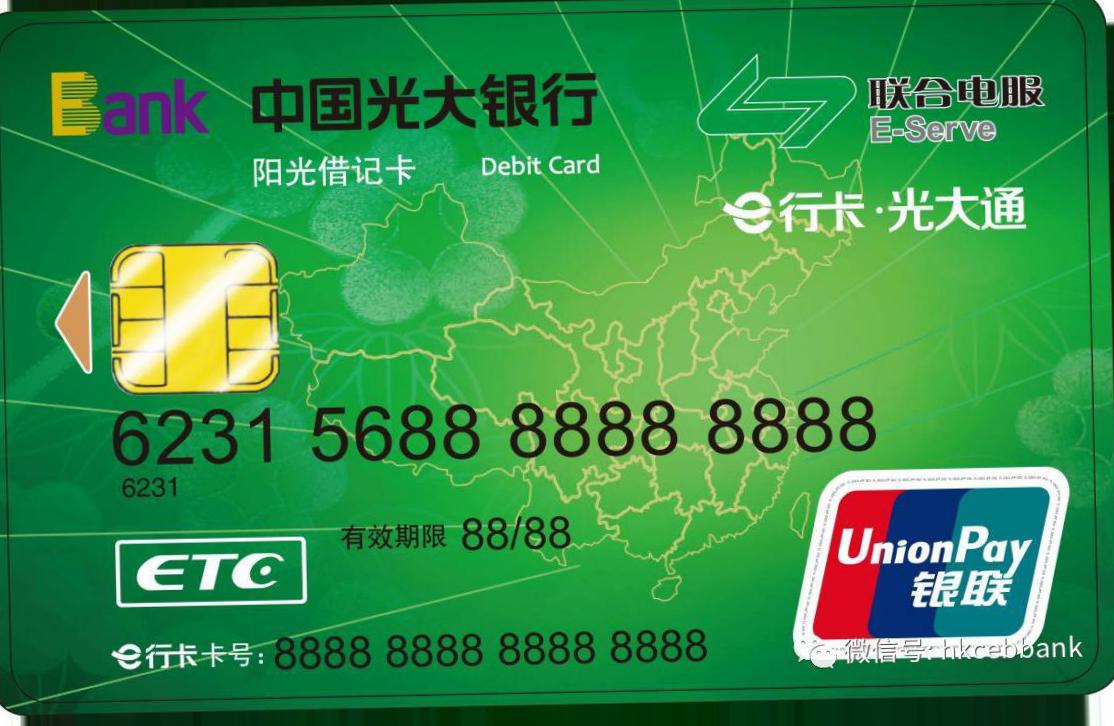 Bank 中国光大银行
联合电服
E-Serve
阳光借记卡 Debit Card
e行卡·光大通
6231 5688 8888 8888
6231
有效期限 88/88
ETC
UnionPay
银联
e行卡卡号：8888 8888 8888 8888
微信号: hkcebbank